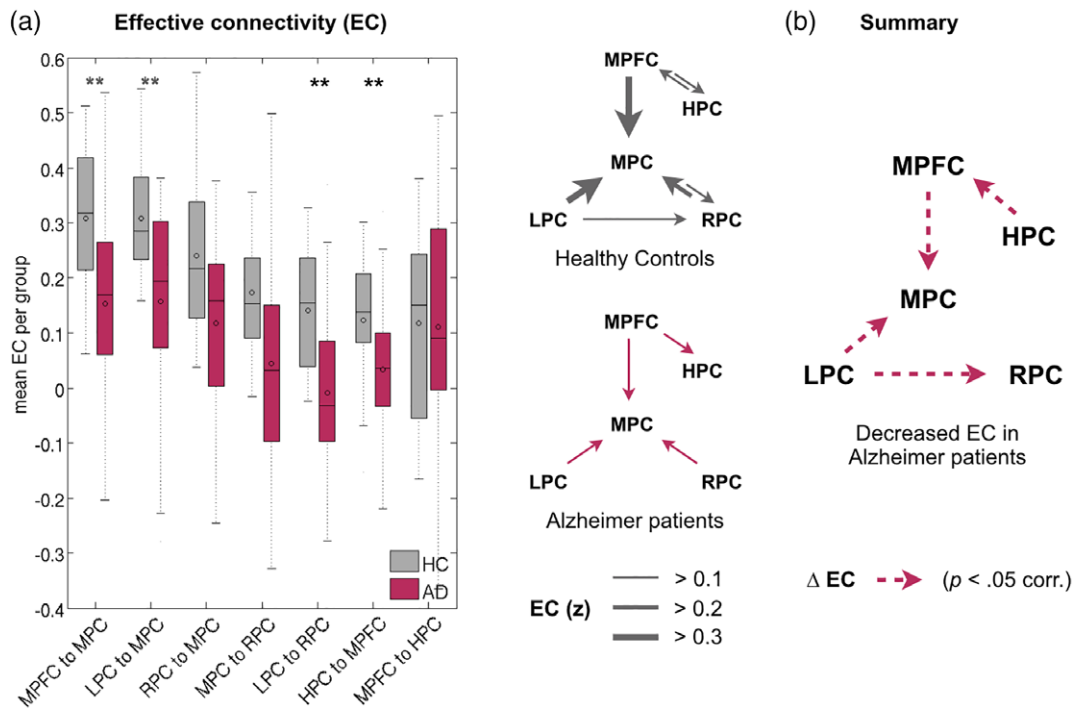 (a) Effective connectivity (EC)
mean EC per group
0.6
0.5
0.4
0.3
0.2
0.1
0
-0.1
-0.2
-0.3
-0.4
** ** ** **
HC
AD
MPFC to MPC
LPC to MPC
RPC to MPC
MPC to RPC
LPC to RPC
HPC to MPFC
MPFC to HPC
MPFC
HPC
MPC
LPC RPC
Healthy Controls
MPFC
HPC
MPC
LPC RPC
Alzheimer patients
EC (z)
> 0.1
> 0.2
> 0.3
(b) Summary
MPFC
HPC
MPC
LPC RPC
Decreased EC in
Alzheimer patients
Δ EC (p < .05 corr.)